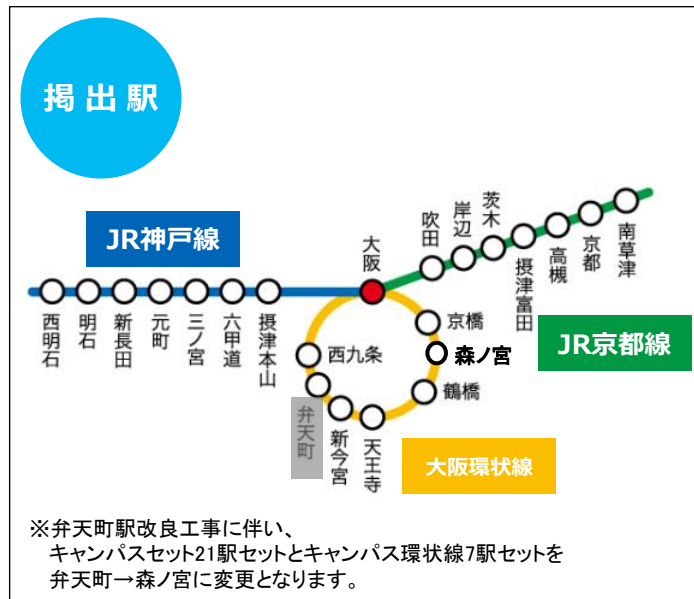 掲出駅
JR神戸線
大阪
吹田
岸辺
茨木
摂津富田
高槻
京都
南草津
西明石
明石
新長田
元町
三ノ宮
六甲道
摂津本山
京橋
西九条
森ノ宮
JR京都線
鶴橋
弁天町
新今宮
天王寺
大阪環状線
※弁天町駅改良工事に伴い、
キャンパスセット21駅セットとキャンパス環状線7駅セットを
弁天町→森ノ宮に変更となります。